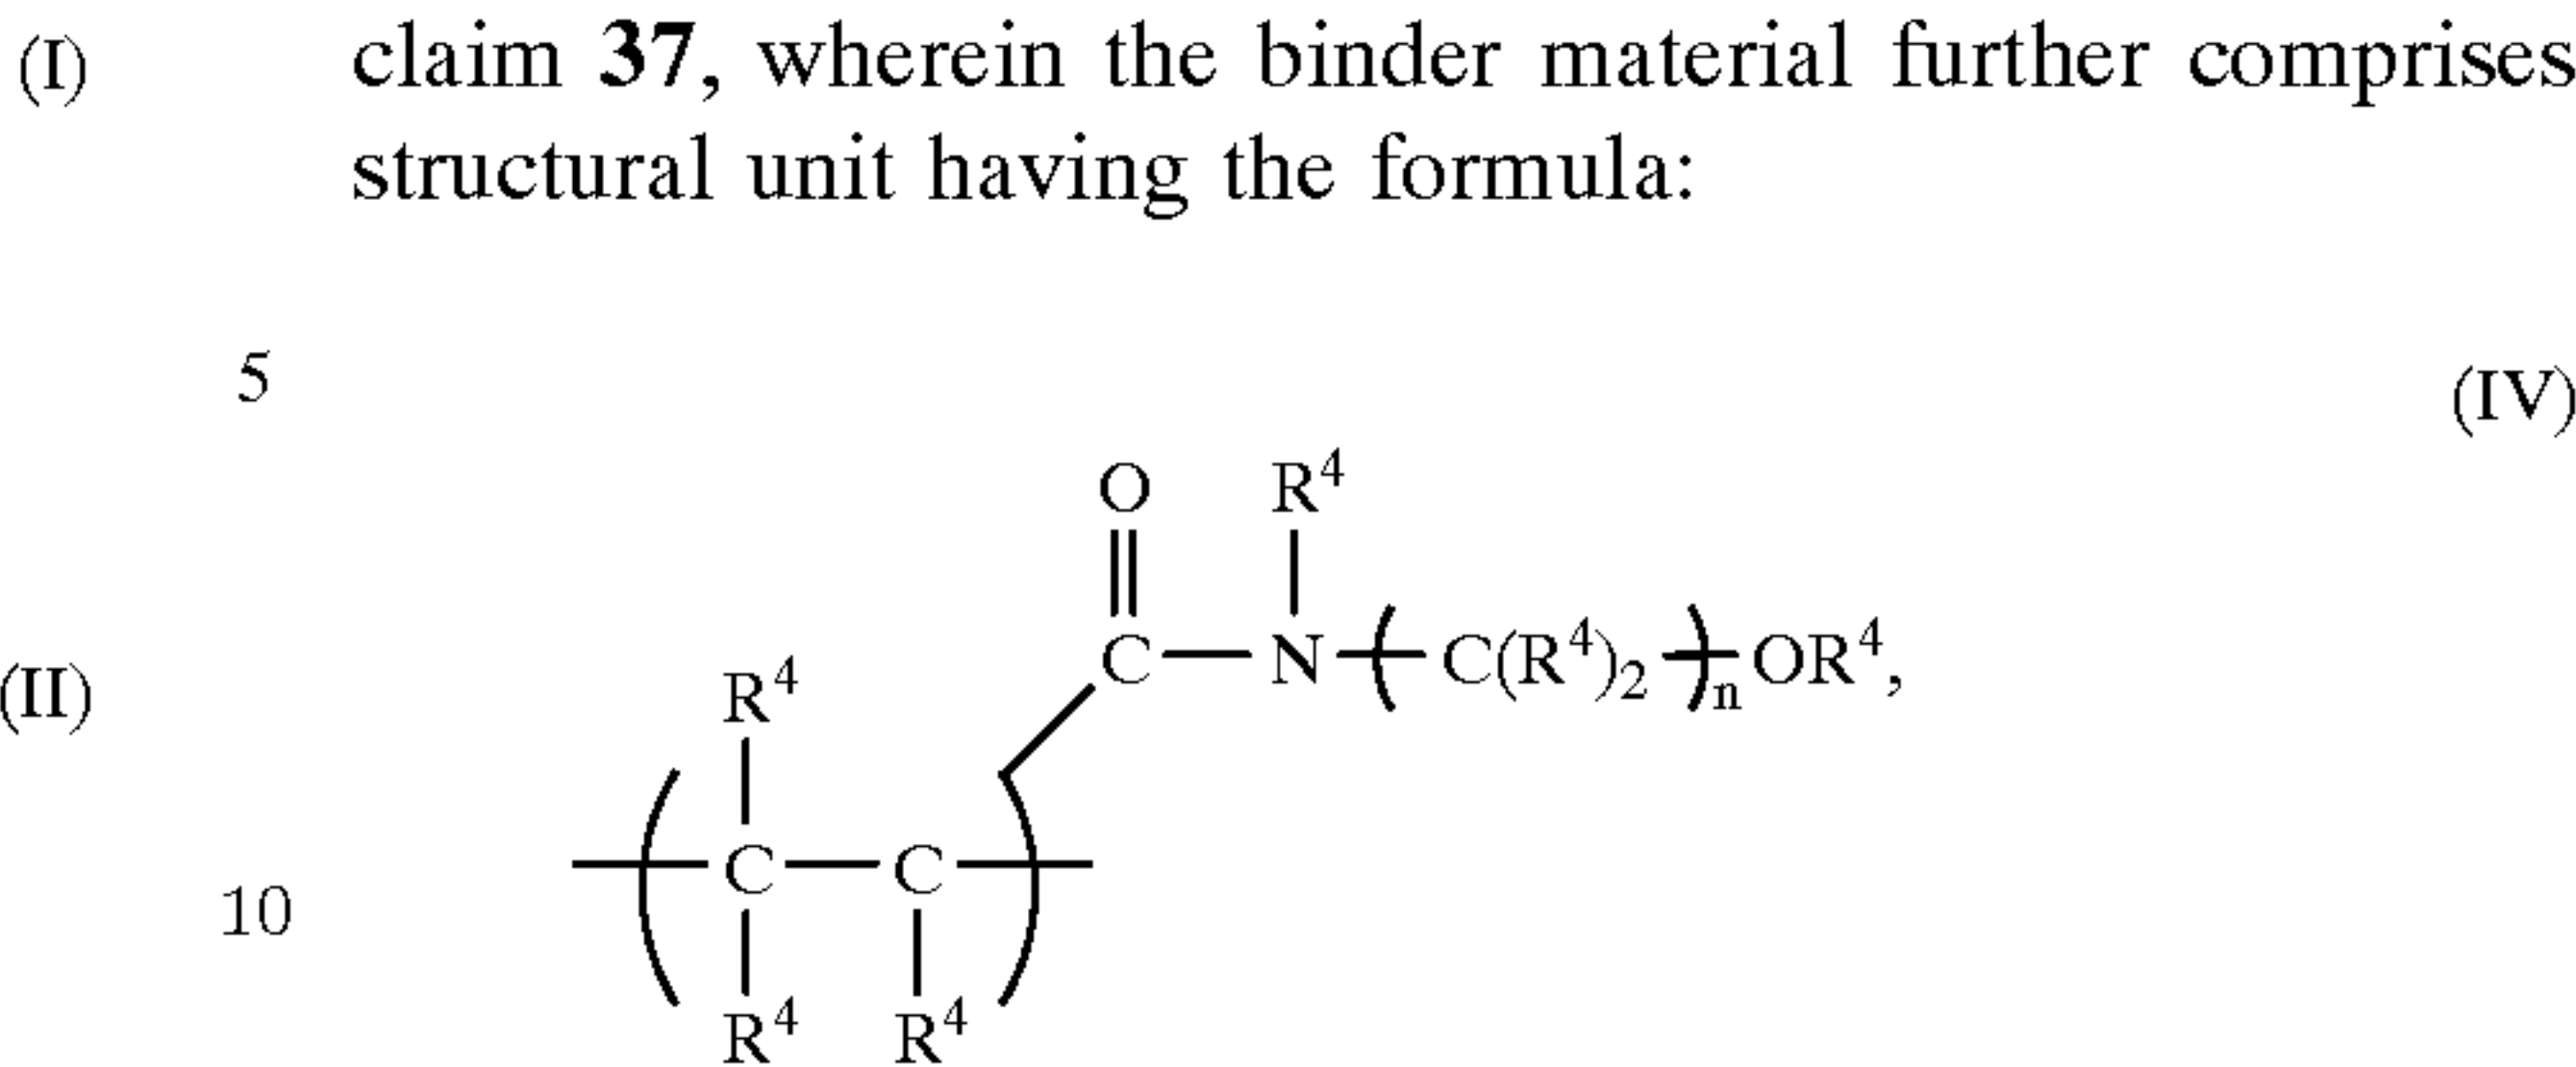 (I) claim 37, wherein the binder material further comprises
structural unit having the formula:
5
(IV)
O R⁴
(II)
C — N —( C(R⁴)₂ )ₙ OR⁴,
R⁴
C — C
10
R⁴ R⁴